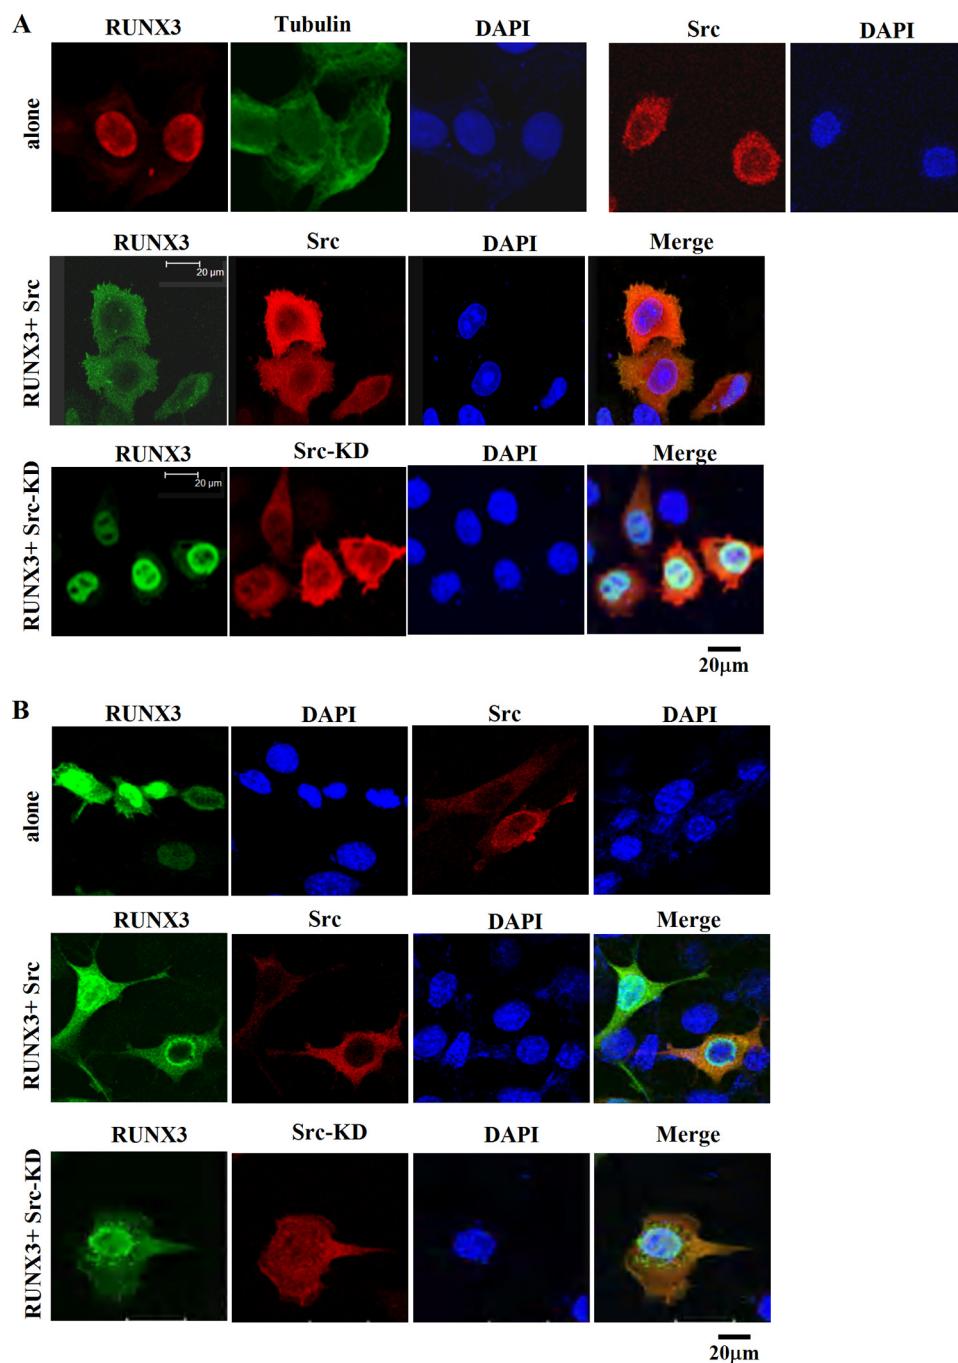 A
RUNX3 Tubulin DAPI Src DAPI
alone
RUNX3 Src DAPI Merge
20 μm
RUNX3+ Src
RUNX3 Src-KD DAPI Merge
20 μm
RUNX3+ Src-KD
20μm
B
RUNX3 DAPI Src DAPI
alone
RUNX3 Src DAPI Merge
RUNX3+ Src
RUNX3 Src-KD DAPI Merge
RUNX3+ Src-KD
20μm